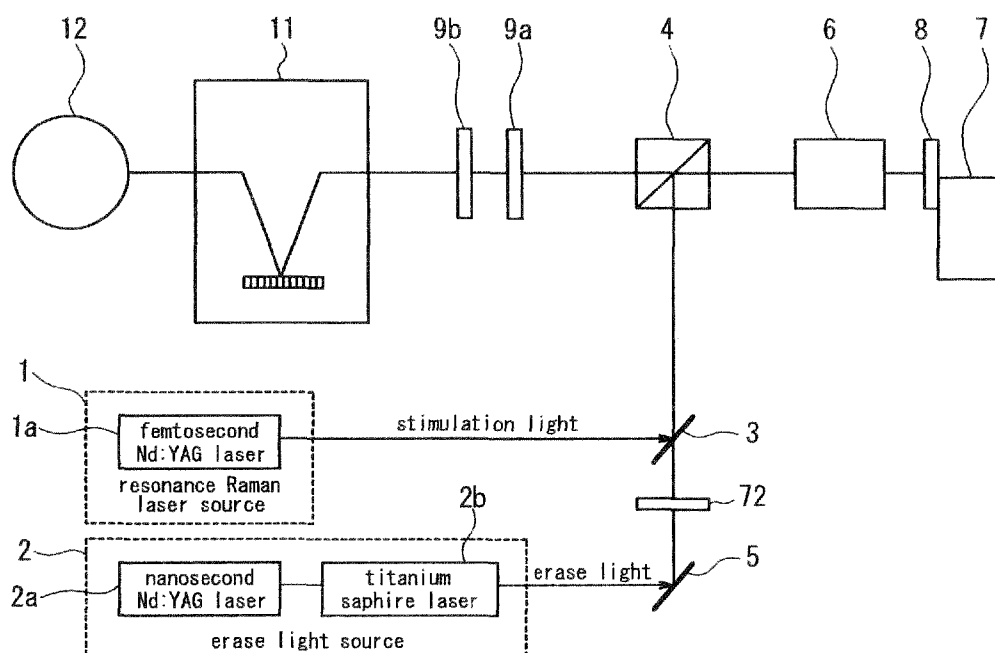 12
11
9b
9a
4
6
8
7
1
1a
femtosecond
Nd:YAG laser
resonance Raman
laser source
stimulation light
3
72
2
2a
nanosecond
Nd:YAG laser
2b
titanium
saphire laser
erase light
5
erase light source